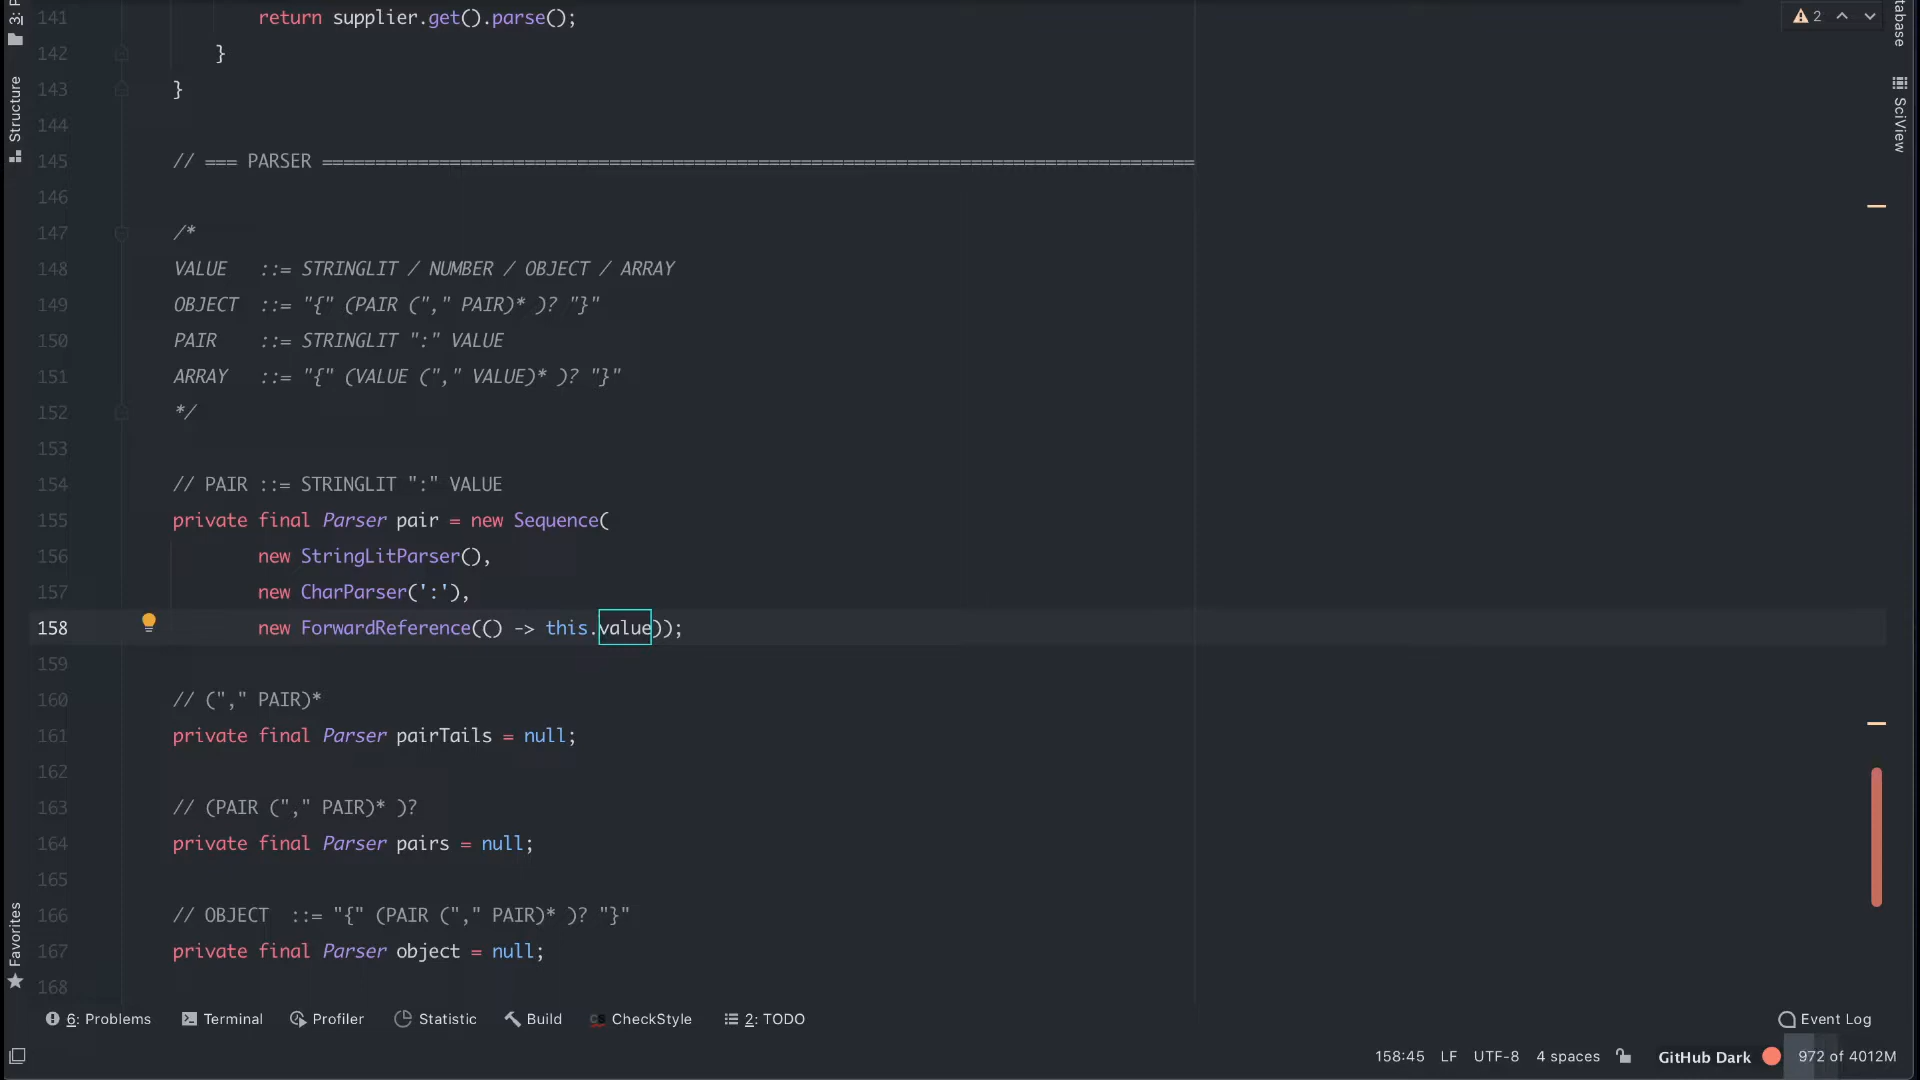 141 return supplier.get().parse();
142 }
143 }
144
145 // === PARSER ==================================================================================
146
147 /*
148 VALUE ::= STRINGLIT / NUMBER / OBJECT / ARRAY
149 OBJECT ::= "{" (PAIR ("," PAIR)* )? "}"
150 PAIR ::= STRINGLIT ":" VALUE
151 ARRAY ::= "{" (VALUE ("," VALUE)* )? "}"
152 */
153
154 // PAIR ::= STRINGLIT ":" VALUE
155 private final Parser pair = new Sequence(
156 new StringLitParser(),
157 new CharParser(':'),
158 new ForwardReference(() -> this.value));
159
160 // ("," PAIR)*
161 private final Parser pairTails = null;
162
163 // (PAIR ("," PAIR)* )?
164 private final Parser pairs = null;
165
166 // OBJECT ::= "{" (PAIR ("," PAIR)* )? "}"
167 private final Parser object = null;
168
3:
Structure
Favorites
2
tabase
SciView
6: Problems Terminal Profiler Statistic Build CheckStyle 2: TODO Event Log
158:45 LF UTF-8 4 spaces GitHub Dark 972 of 4012M